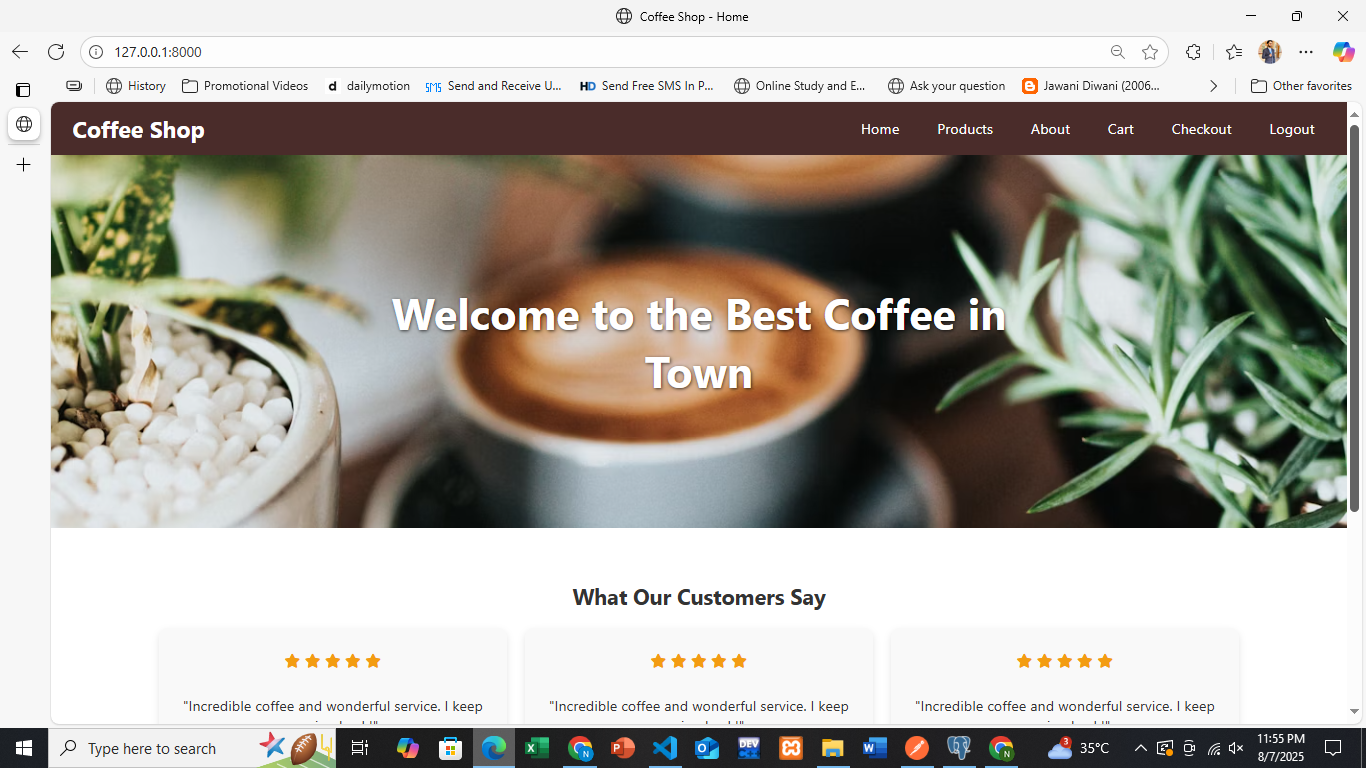 Coffee Shop - Home
127.0.0.1:8000
History
Promotional Videos
d dailymotion
SMS Send and Receive U...
HD Send Free SMS In P...
Online Study and E...
Ask your question
Jawani Diwani (2006...
Other favorites
Coffee Shop
Home Products About Cart Checkout Logout
Welcome to the Best Coffee in
Town
What Our Customers Say
"Incredible coffee and wonderful service. I keep
"Incredible coffee and wonderful service. I keep
"Incredible coffee and wonderful service. I keep
Type here to search
DEV
3
35°C
11:55 PM
8/7/2025